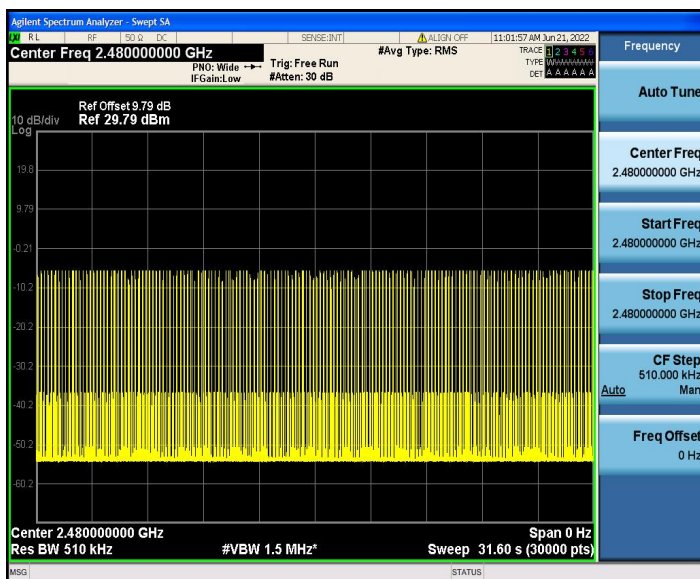 Agilent Spectrum Analyzer - Swept SA
LXI RL RF 50 Ω DC SENSE:INT ALIGN OFF 11:01:57 AM Jun 21, 2022
Center Freq 2.480000000 GHz
#Avg Type: RMS
TRACE 1 2 3 4 5 6
PNO: Wide Trig: Free Run
TYPE
IFGain:Low #Atten: 30 dB
DET A A A A A A
Ref Offset 9.79 dB
10 dB/div Ref 29.79 dBm
Log
19.8
9.79
-0.21
-10.2
-20.2
-30.2
-40.2
-50.2
-60.2
Center 2.480000000 GHz Span 0 Hz
Res BW 510 kHz #VBW 1.5 MHz* Sweep 31.60 s (30000 pts)
MSG STATUS
Frequency
Auto Tune
Center Freq
2.480000000 GHz
Start Freq
2.480000000 GHz
Stop Freq
2.480000000 GHz
CF Step
510.000 kHz
Auto Man
Freq Offset
0 Hz